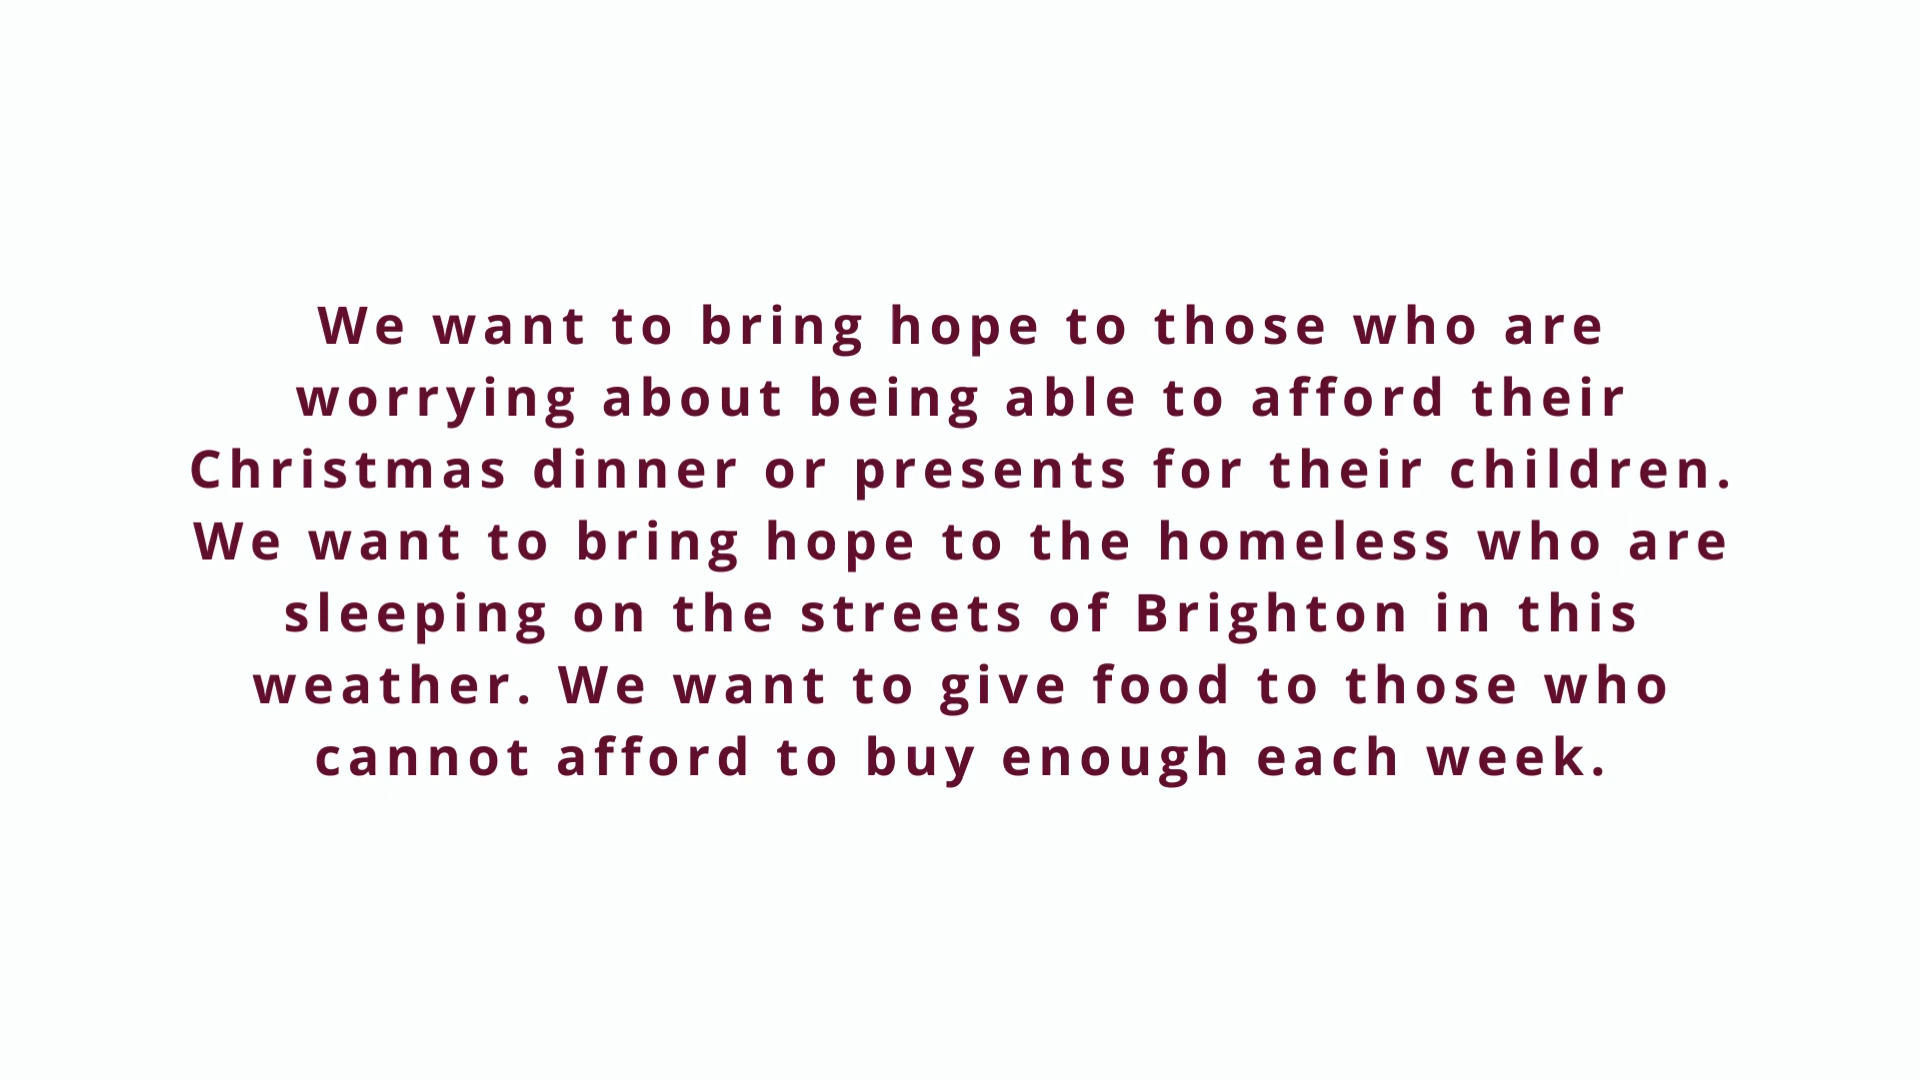 We want to bring hope to those who are
worrying about being able to afford their
Christmas dinner or presents for their children.
We want to bring hope to the homeless who are
sleeping on the streets of Brighton in this
weather. We want to give food to those who
cannot afford to buy enough each week.